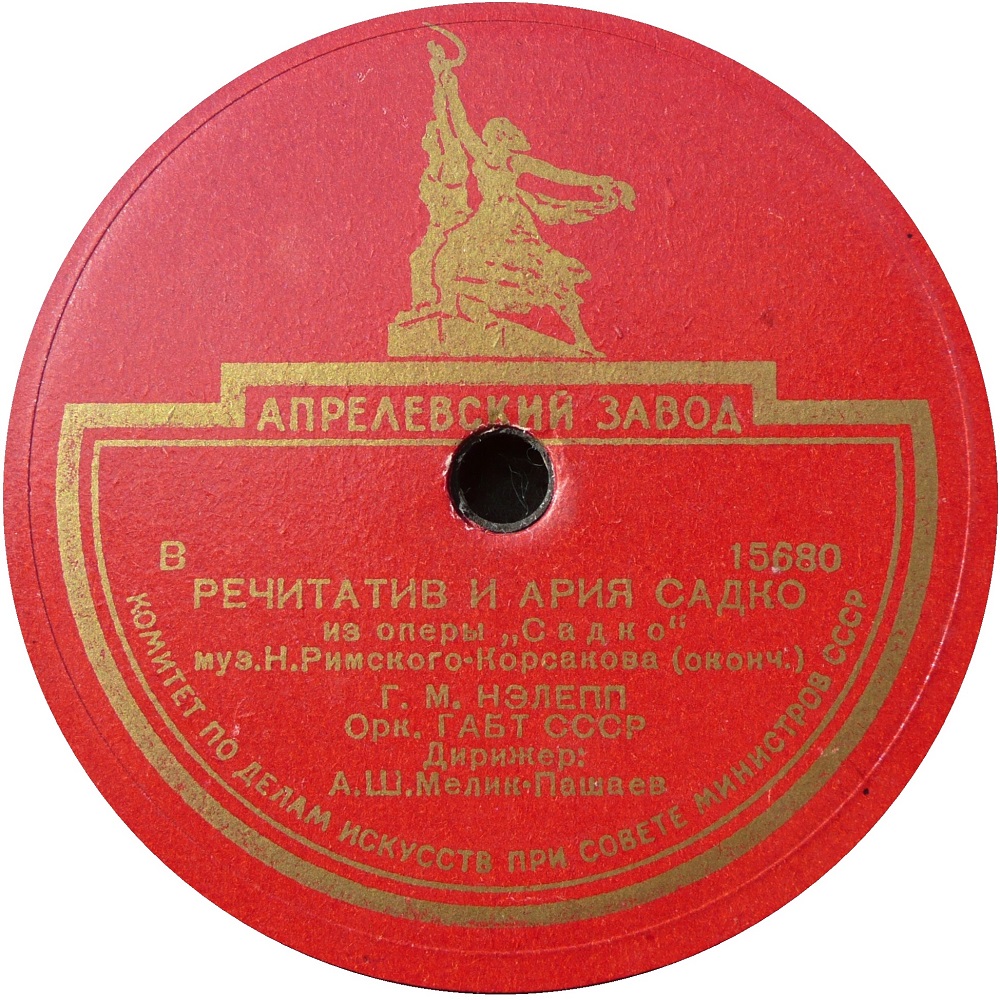 АПРЕЛЕВСКИЙ ЗАВОД
В 15680
РЕЧИТАТИВ И АРИЯ САДКО
из оперы „Садко“
муз.Н.Римского-Корсакова (оконч.)
Г. М. НЭЛЕПП
Орк. ГАБТ СССР
Дирижер:
А.Ш.Мелик-Пашаев
КОМИТЕТ ПО ДЕЛАМ ИСКУССТВ ПРИ СОВЕТЕ МИНИСТРОВ СССР